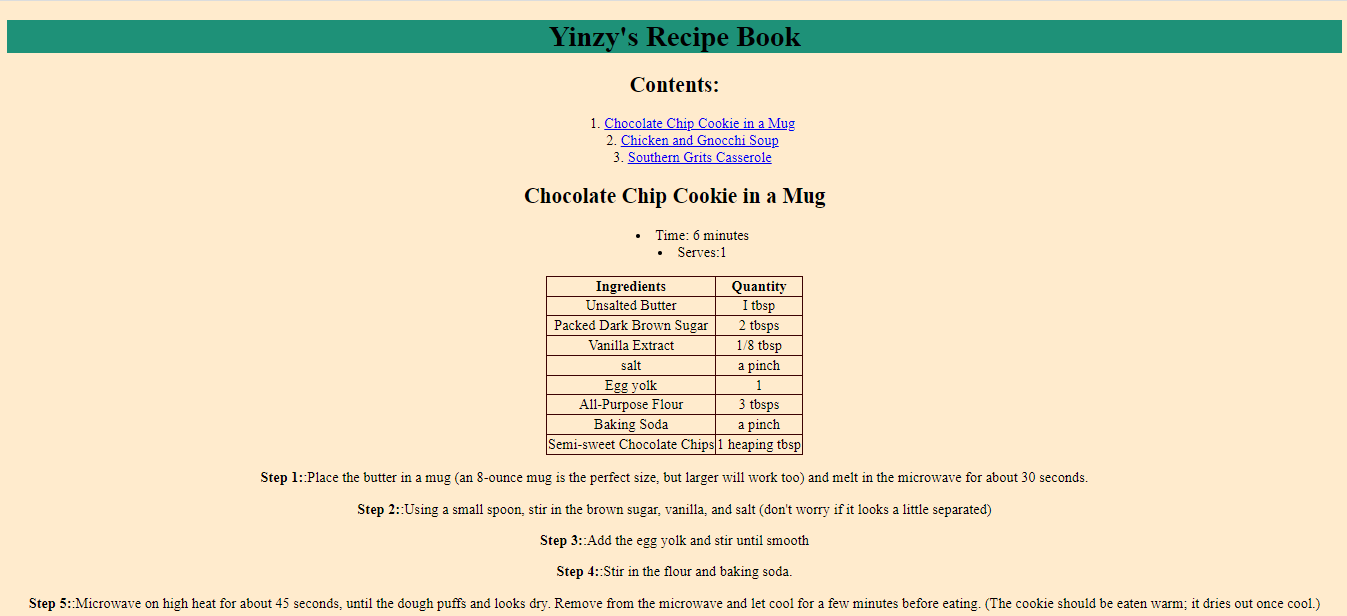 Yinzy's Recipe Book
Contents:
1. Chocolate Chip Cookie in a Mug
2. Chicken and Gnocchi Soup
3. Southern Grits Casserole
Chocolate Chip Cookie in a Mug
• Time: 6 minutes
• Serves:1
Ingredients Quantity
Unsalted Butter I tbsp
Packed Dark Brown Sugar 2 tbsps
Vanilla Extract 1/8 tbsp
salt a pinch
Egg yolk 1
All-Purpose Flour 3 tbsps
Baking Soda a pinch
Semi-sweet Chocolate Chips 1 heaping tbsp
Step 1::Place the butter in a mug (an 8-ounce mug is the perfect size, but larger will work too) and melt in the microwave for about 30 seconds.
Step 2::Using a small spoon, stir in the brown sugar, vanilla, and salt (don't worry if it looks a little separated)
Step 3::Add the egg yolk and stir until smooth
Step 4::Stir in the flour and baking soda.
Step 5::Microwave on high heat for about 45 seconds, until the dough puffs and looks dry. Remove from the microwave and let cool for a few minutes before eating. (The cookie should be eaten warm; it dries out once cool.)